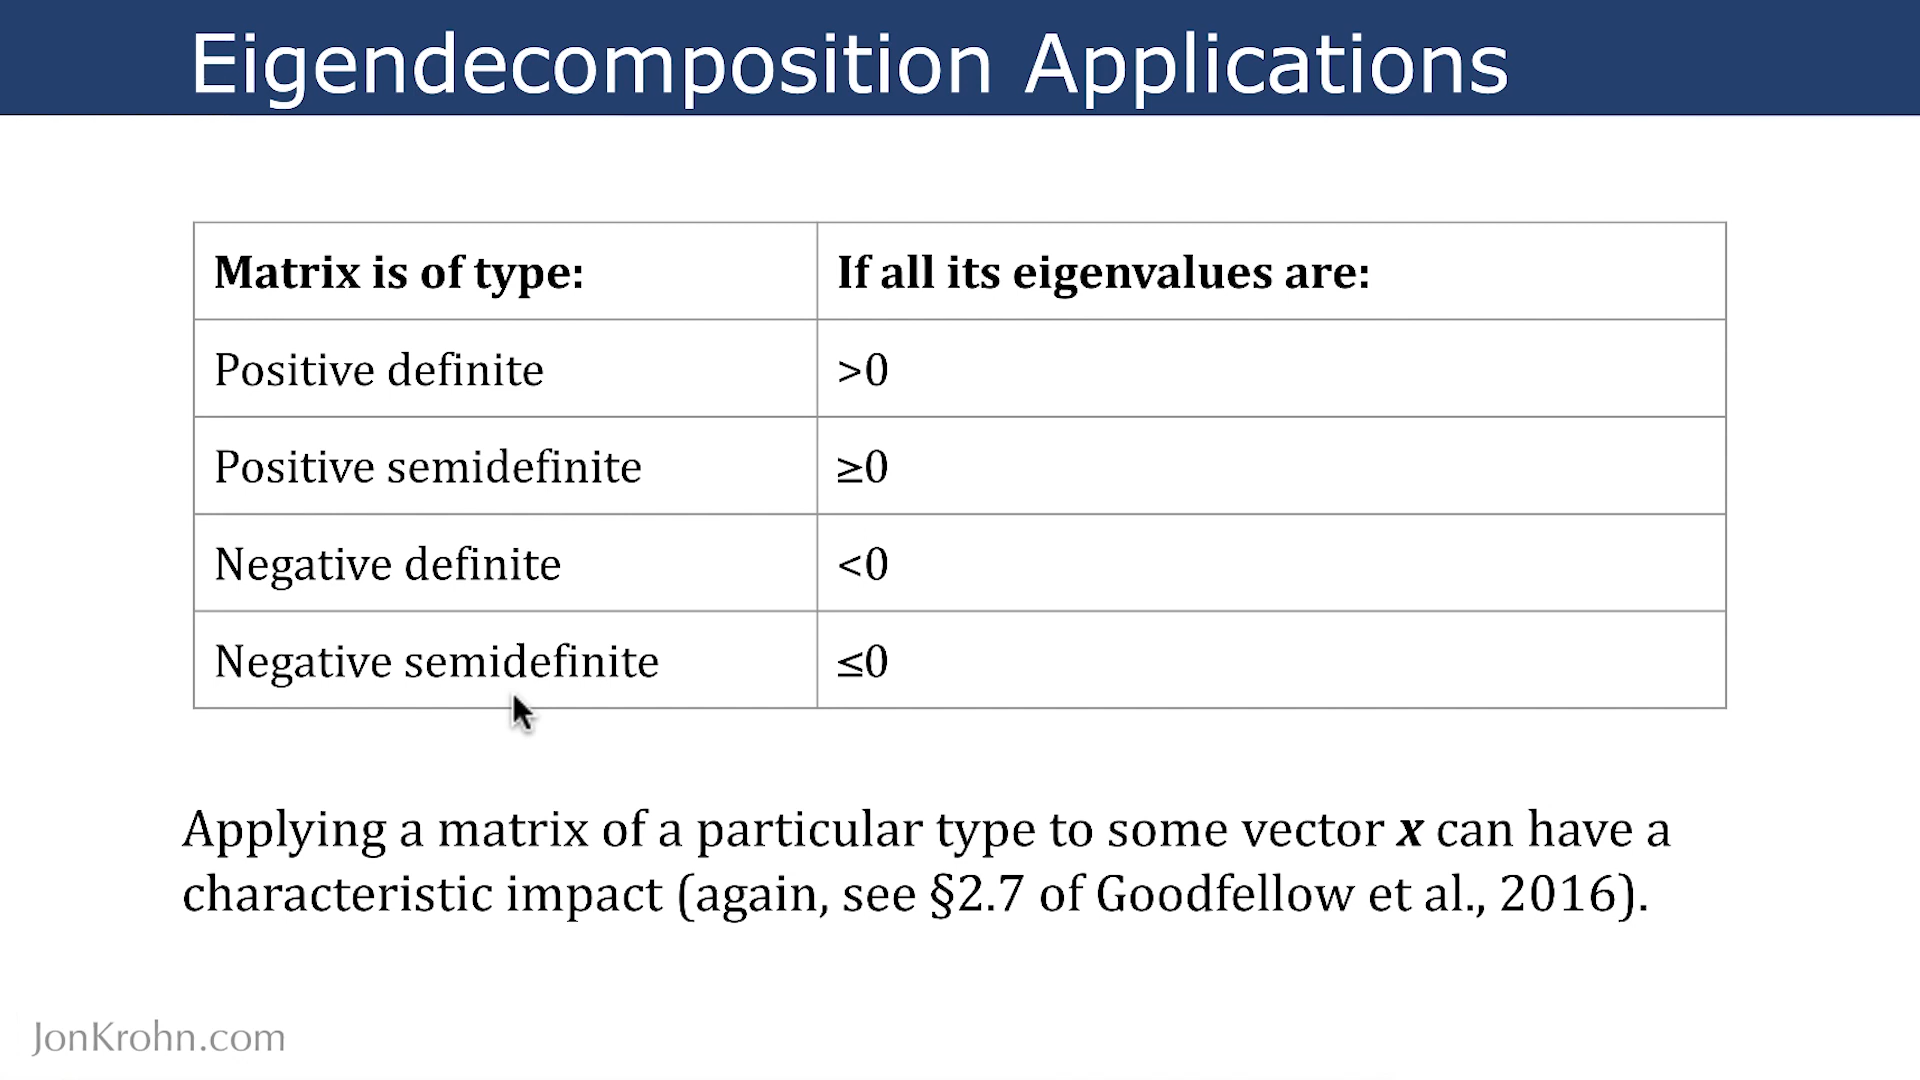 Eigendecomposition Applications
Matrix is of type: If all its eigenvalues are:
Positive definite >0
Positive semidefinite ≥0
Negative definite <0
Negative semidefinite ≤0
Applying a matrix of a particular type to some vector x can have a
characteristic impact (again, see §2.7 of Goodfellow et al., 2016).
JonKrohn.com